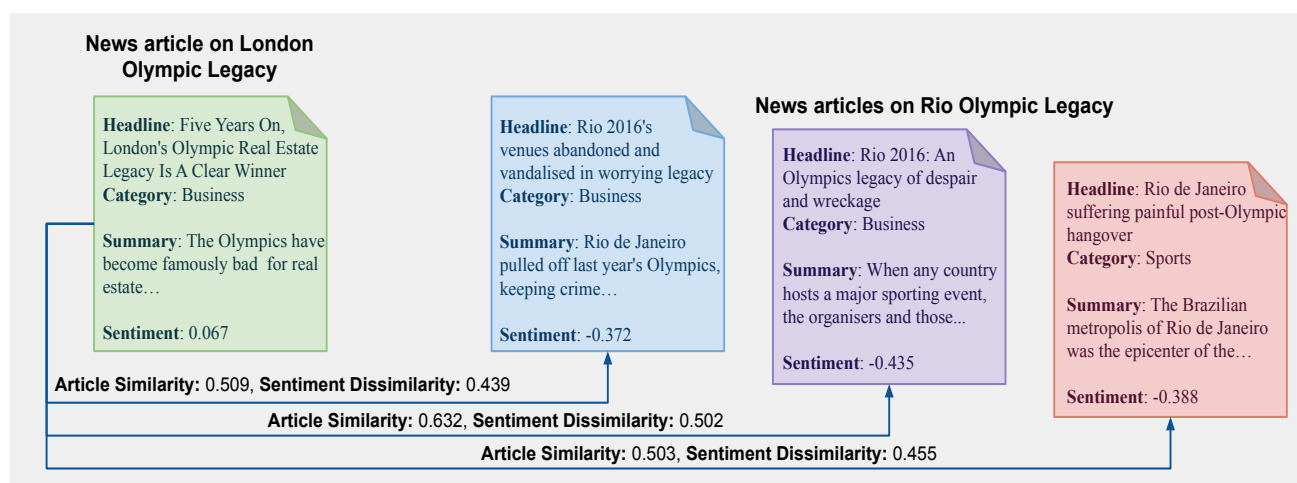 News article on London
Olympic Legacy
Headline: Five Years On,
London's Olympic Real Estate
Legacy Is A Clear Winner
Category: Business
Summary: The Olympics have
become famously bad for real
estate…
Sentiment: 0.067
Headline: Rio 2016's
venues abandoned and
vandalised in worrying legacy
Category: Business
Summary: Rio de Janeiro
pulled off last year's Olympics,
keeping crime…
Sentiment: -0.372
News articles on Rio Olympic Legacy
Headline: Rio 2016: An
Olympics legacy of despair
and wreckage
Category: Business
Summary: When any country
hosts a major sporting event,
the organisers and those...
Sentiment: -0.435
Headline: Rio de Janeiro
suffering painful post-Olympic
hangover
Category: Sports
Summary: The Brazilian
metropolis of Rio de Janeiro
was the epicenter of the…
Sentiment: -0.388
Article Similarity: 0.509, Sentiment Dissimilarity: 0.439
Article Similarity: 0.632, Sentiment Dissimilarity: 0.502
Article Similarity: 0.503, Sentiment Dissimilarity: 0.455